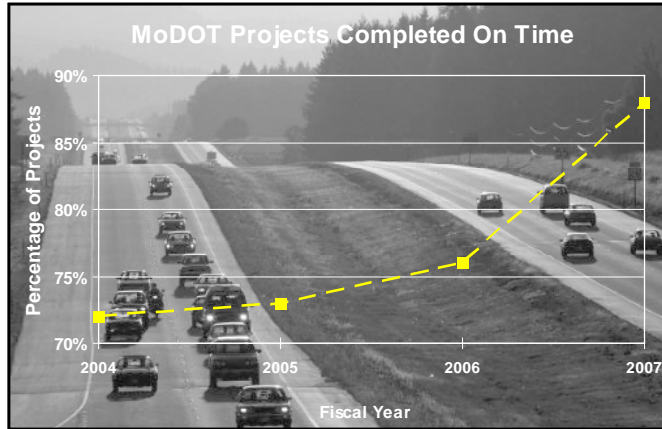 MoDOT Projects Completed On Time
Percentage of Projects
90%
85%
80%
75%
70%
2004 2005 2006 2007
Fiscal Year